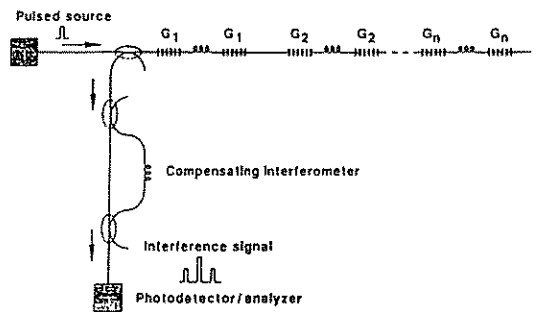 Pulsed source
G1 G1 G2 G2 Gn Gn
Compensating Interferometer
Interference signal
Photodetector/analyzer